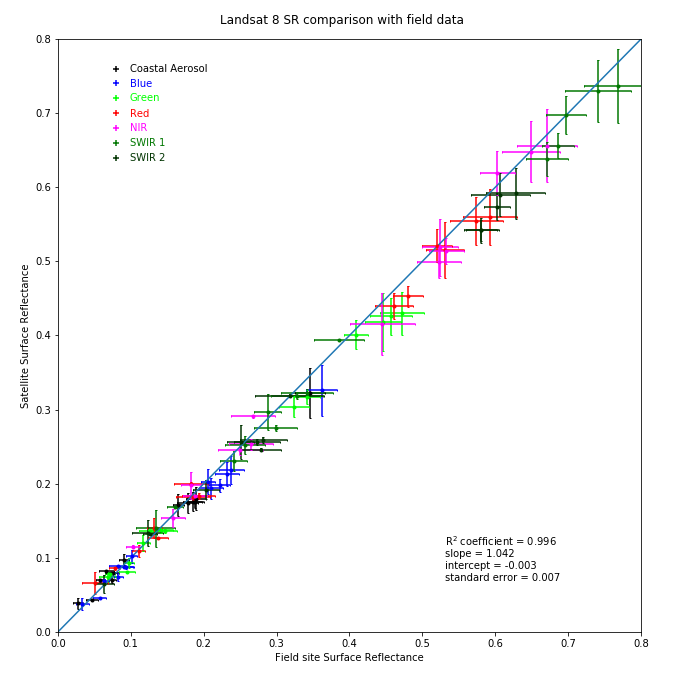 Landsat 8 SR comparison with field data
0.8
0.7
0.6
0.5
0.4
0.3
0.2
0.1
0.0
Satellite Surface Reflectance
Coastal Aerosol
Blue
Green
Red
NIR
SWIR 1
SWIR 2
R² coefficient = 0.996
slope = 1.042
intercept = -0.003
standard error = 0.007
0.0 0.1 0.2 0.3 0.4 0.5 0.6 0.7 0.8
Field site Surface Reflectance